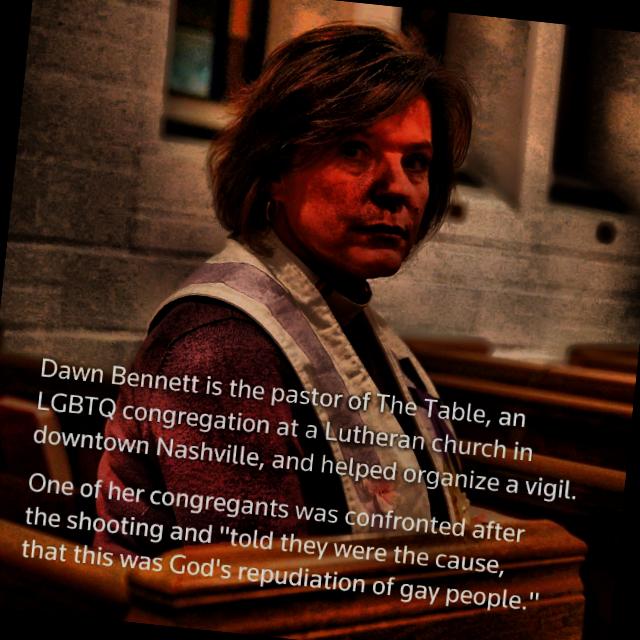 Dawn Bennett is the pastor of The Table, an
LGBTQ congregation at a Lutheran church in
downtown Nashville, and helped organize a vigil.
One of her congregants was confronted after
the shooting and "told they were the cause,
that this was God's repudiation of gay people."